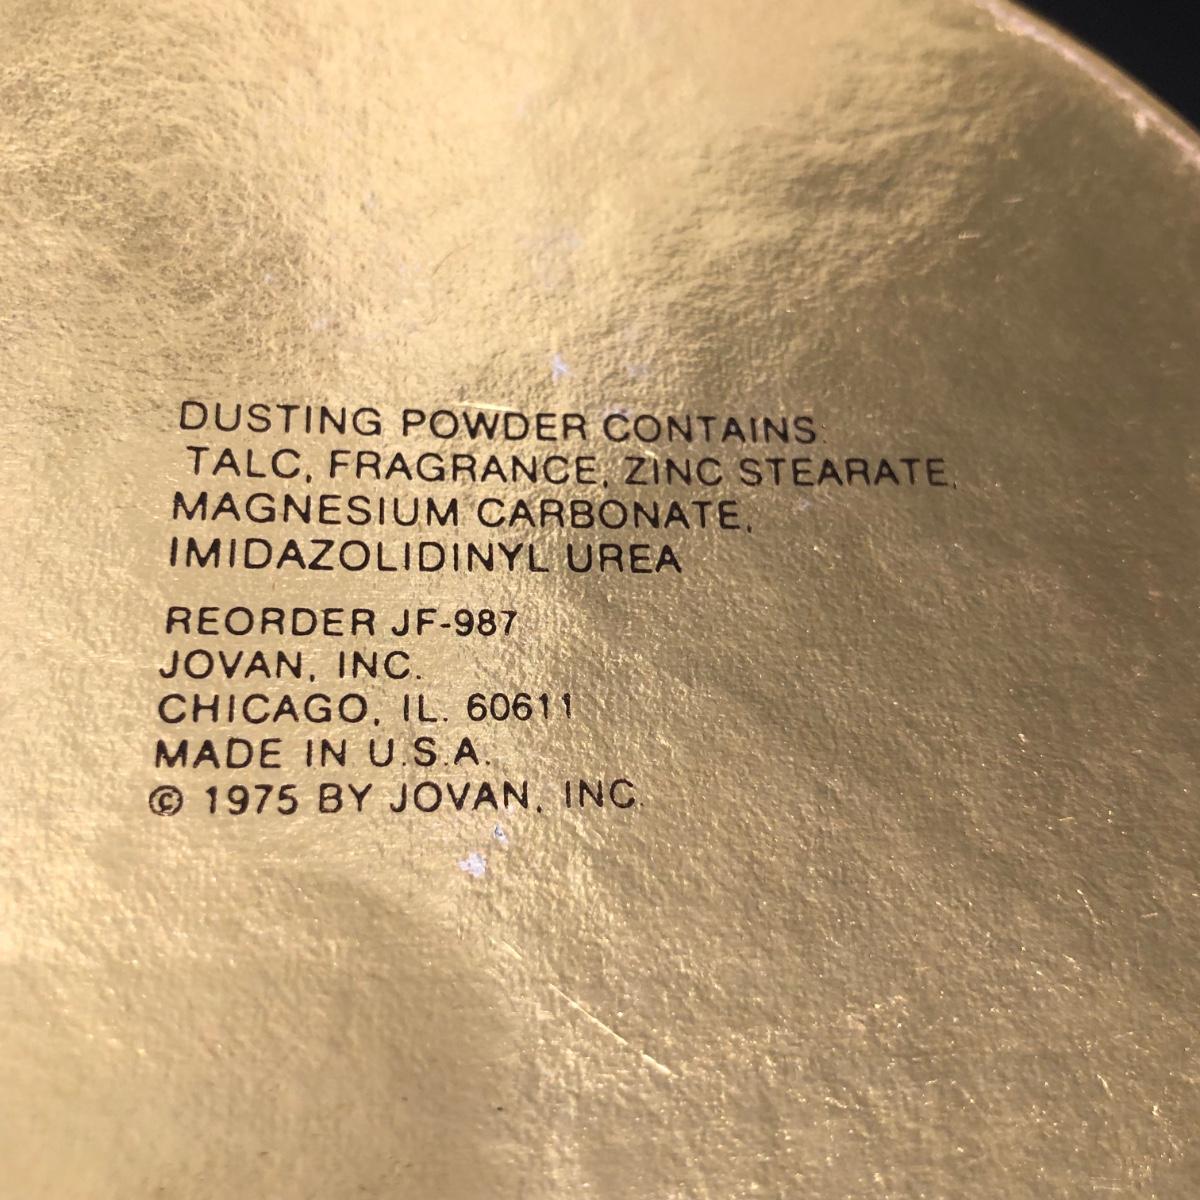 DUSTING POWDER CONTAINS:
TALC, FRAGRANCE, ZINC STEARATE,
MAGNESIUM CARBONATE,
IMIDAZOLIDINYL UREA
REORDER JF-987
JOVAN, INC.
CHICAGO, IL. 60611
MADE IN U.S.A.
© 1975 BY JOVAN, INC.